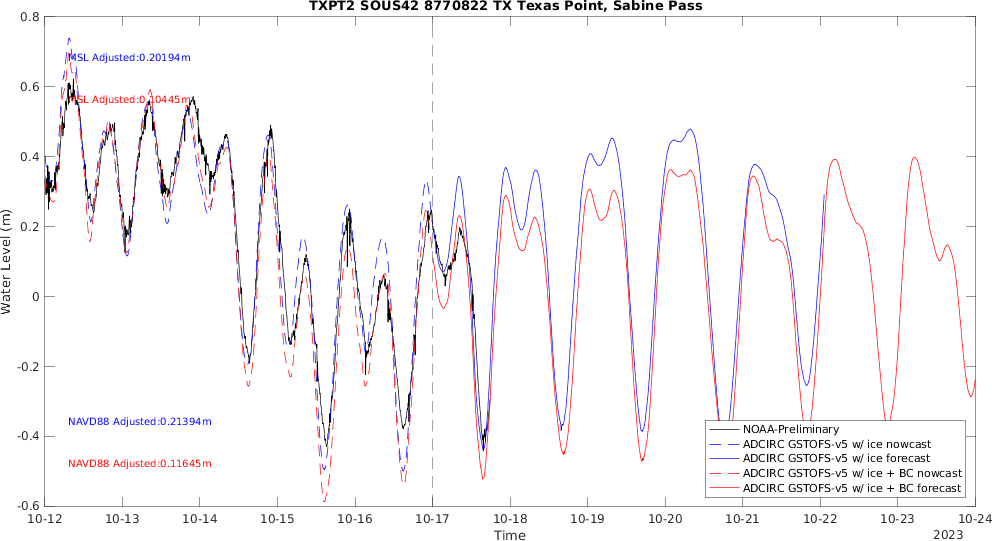 TXPT2 SOUS42 8770822 TX Texas Point, Sabine Pass
0.8
MSL Adjusted:0.20194m
0.6
MSL Adjusted:0.10445m
0.4
0.2
Water Level (m)
0
-0.2
NAVD88 Adjusted:0.21394m
NOAA-Preliminary
-0.4
ADCIRC GSTOFS-v5 w/ ice nowcast
ADCIRC GSTOFS-v5 w/ ice forecast
NAVD88 Adjusted:0.11645m
ADCIRC GSTOFS-v5 w/ ice + BC nowcast
ADCIRC GSTOFS-v5 w/ ice + BC forecast
-0.6
10-12 10-13 10-14 10-15 10-16 10-17 10-18 10-19 10-20 10-21 10-22 10-23 10-24
Time
2023